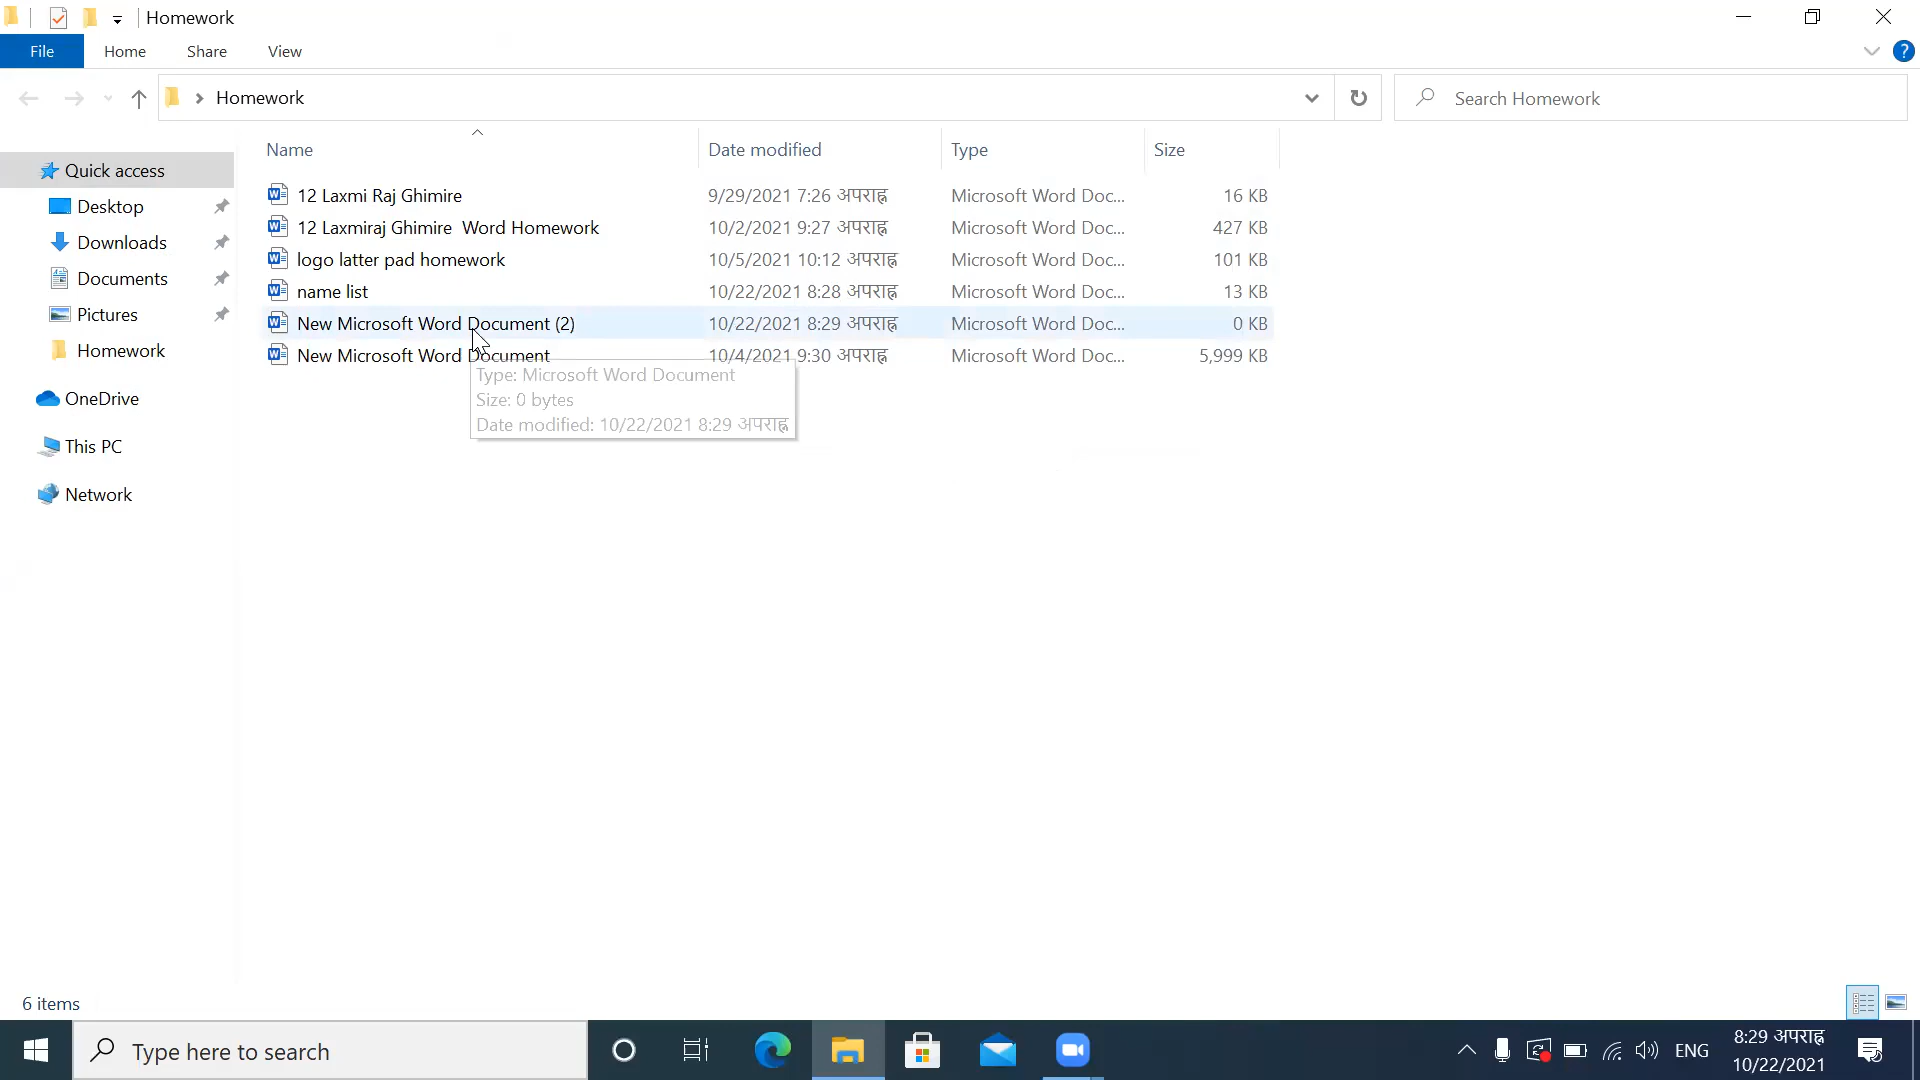 Homework
File Home Share View
Homework
Search Homework
Name Date modified Type Size
Quick access
Desktop
Downloads
Documents
Pictures
Homework
OneDrive
This PC
Network
12 Laxmi Raj Ghimire 9/29/2021 7:26 अपराह्न Microsoft Word Doc... 16 KB
12 Laxmiraj Ghimire Word Homework 10/2/2021 9:27 अपराह्न Microsoft Word Doc... 427 KB
logo latter pad homework 10/5/2021 10:12 अपराह्न Microsoft Word Doc... 101 KB
name list 10/22/2021 8:28 अपराह्न Microsoft Word Doc... 13 KB
New Microsoft Word Document (2) 10/22/2021 8:29 अपराह्न Microsoft Word Doc... 0 KB
New Microsoft Word Document 10/4/2021 9:30 अपराह्न Microsoft Word Doc... 5,999 KB
Type: Microsoft Word Document
Size: 0 bytes
Date modified: 10/22/2021 8:29 अपराह्न
6 items
Type here to search
ENG
8:29 अपराह्न
10/22/2021